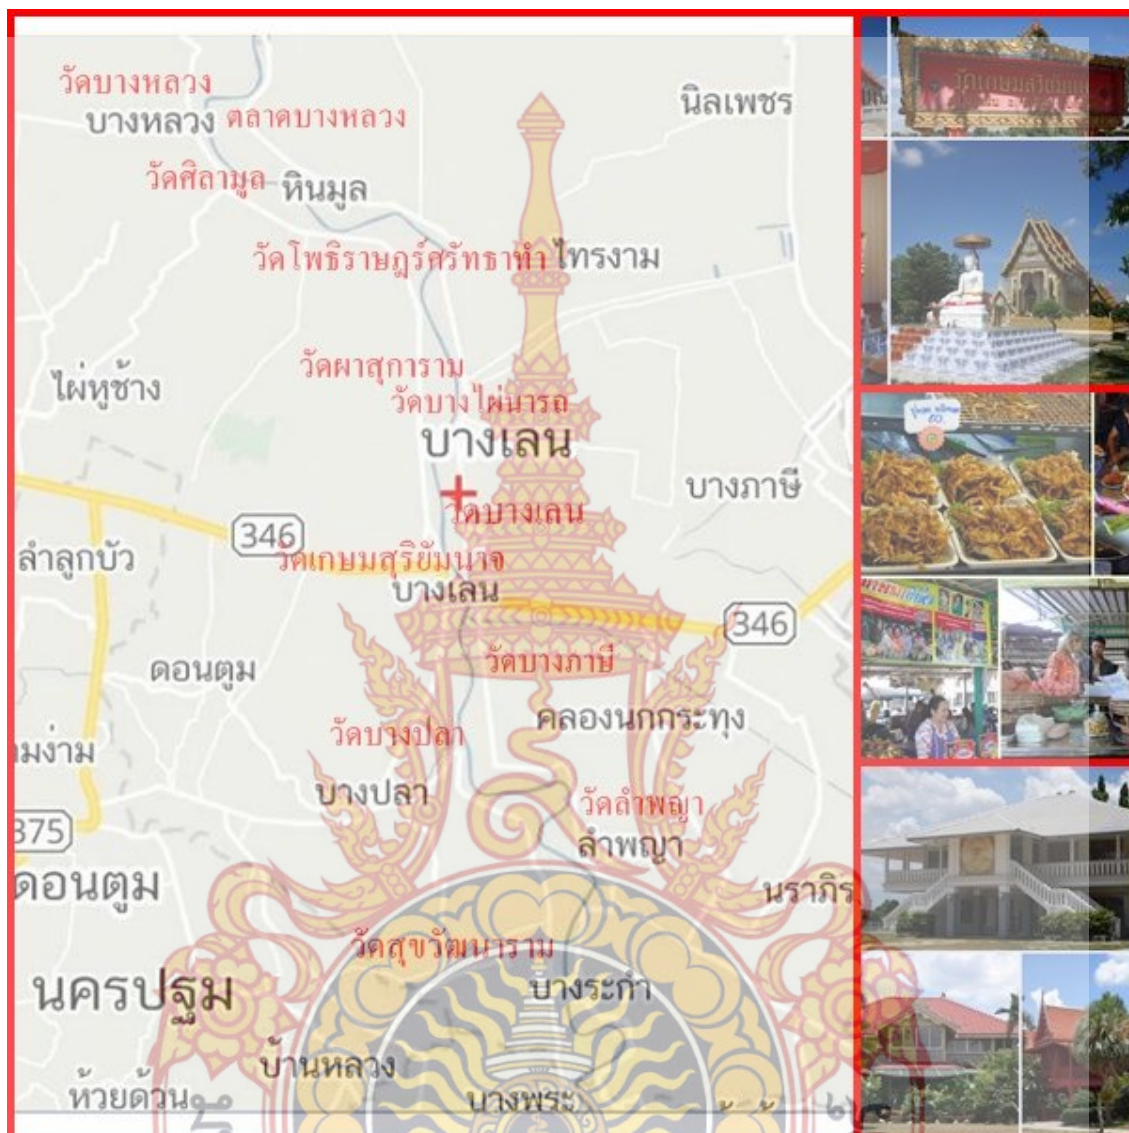 วัดบางหลวง
บางหลวง ตลาดบางหลวง
นิลเพชร
วัดศิลามูล หินมูล
วัดโพธิราษฎร์ศรัทธาทำ ไทรงาม
วัดผาสุการาม
ไผ่หูช้าง
วัดบางไผ่นารถ
บางเลน
บางภาษี
วัดบางเลน
346
ลำลูกบัว
วัดเกษมสุริยัมนาจ
บางเลน
346
วัดบางภาษี
ดอนตูม
คลองนกกระทุง
วัดบางปลา
มง่าม
บางปลา
วัดลำพญา
375
ลำพญา
ดอนตูม
นราภิร
วัดสุขวัฒนาราม
นครปฐม
บางระกำ
บ้านหลวง
ห้วยด้วน
บางพระ
60